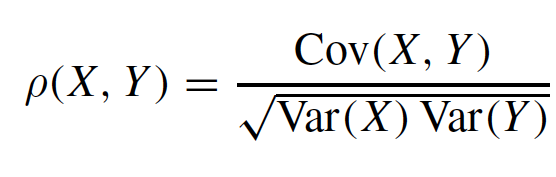 ρ(X, Y) = Cov(X, Y) / √Var(X) Var(Y)